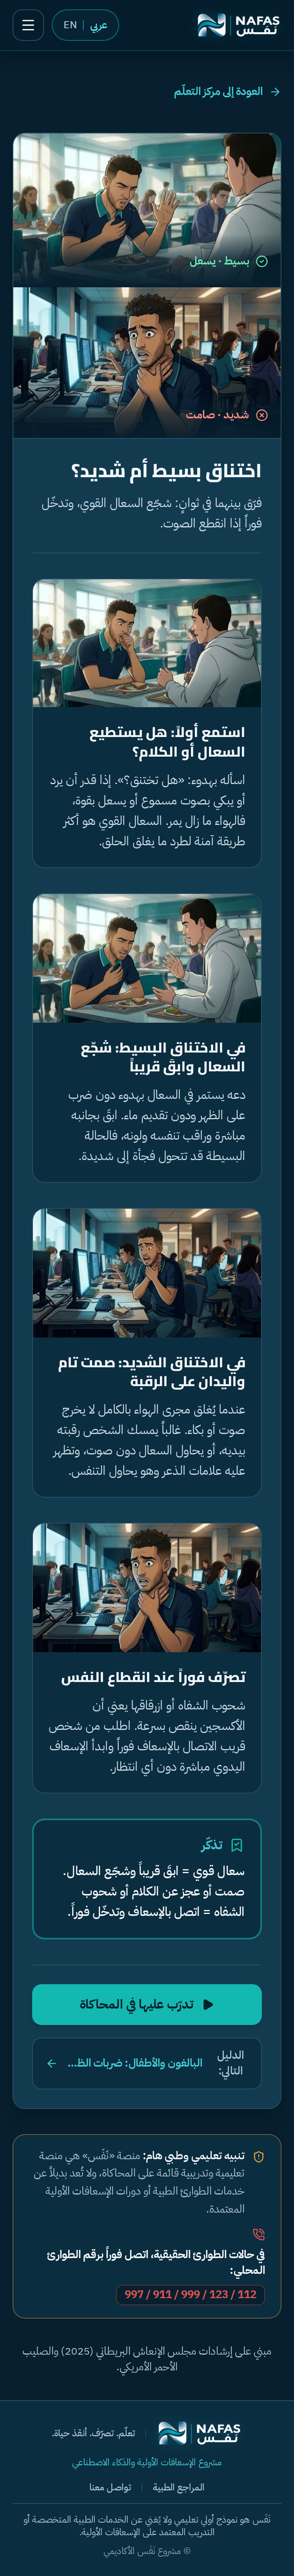 NAFAS
نَفَس
عربي | EN
العودة إلى مركز التعلّم
بسيط · يسعل
شديد · صامت
اختناق بسيط أم شديد؟
فرّق بينهما في ثوانٍ: شجّع السعال القوي، وتدخّل
فوراً إذا انقطع الصوت.
استمع أولاً: هل يستطيع
السعال أو الكلام؟
اسأله بهدوء: «هل تختنق؟». إذا قدر أن يرد
أو يبكي بصوت مسموع أو يسعل بقوة،
فالهواء ما زال يمر. السعال القوي هو أكثر
طريقة آمنة لطرد ما يغلق الحلق.
في الاختناق البسيط: شجّع
السعال وابقَ قريباً
دعه يستمر في السعال بهدوء دون ضرب
على الظهر ودون تقديم ماء. ابقَ بجانبه
مباشرة وراقب تنفسه ولونه، فالحالة
البسيطة قد تتحول فجأة إلى شديدة.
في الاختناق الشديد: صمت تام
واليدان على الرقبة
عندما يُغلق مجرى الهواء بالكامل لا يخرج
صوت أو بكاء. غالباً يمسك الشخص رقبته
بيديه، أو يحاول السعال دون صوت، وتظهر
عليه علامات الذعر وهو يحاول التنفس.
تصرّف فوراً عند انقطاع النفس
شحوب الشفاه أو ازرقاقها يعني أن
الأكسجين ينقص بسرعة. اطلب من شخص
قريب الاتصال بالإسعاف فوراً وابدأ الإسعاف
اليدوي مباشرة دون أي انتظار.
تذكّر
سعال قوي = ابقَ قريباً وشجّع السعال.
صمت أو عجز عن الكلام أو شحوب
الشفاه = اتصل بالإسعاف وتدخّل فوراً.
تدرّب عليها في المحاكاة
الدليل
التالي:
البالغون والأطفال: ضربات الظ...
تنبيه تعليمي وطبي هام: منصة «نَفَس» هي منصة
تعليمية وتدريبية قائمة على المحاكاة، ولا تُعد بديلاً عن
خدمات الطوارئ الطبية أو دورات الإسعافات الأولية
المعتمدة.
في حالات الطوارئ الحقيقية، اتصل فوراً برقم الطوارئ
المحلي:
997 / 911 / 999 / 123 / 112
مبني على إرشادات مجلس الإنعاش البريطاني (2025) والصليب
الأحمر الأمريكي.
NAFAS
نَفَس
تعلّم. تصرّف. أنقذ حياة.
مشروع الإسعافات الأولية والذكاء الاصطناعي
المراجع الطبية | تواصل معنا
نَفَس هو نموذج أولي تعليمي ولا يُغني عن الخدمات الطبية المتخصصة أو
التدريب المعتمد على الإسعافات الأولية.
© مشروع نَفَس الأكاديمي